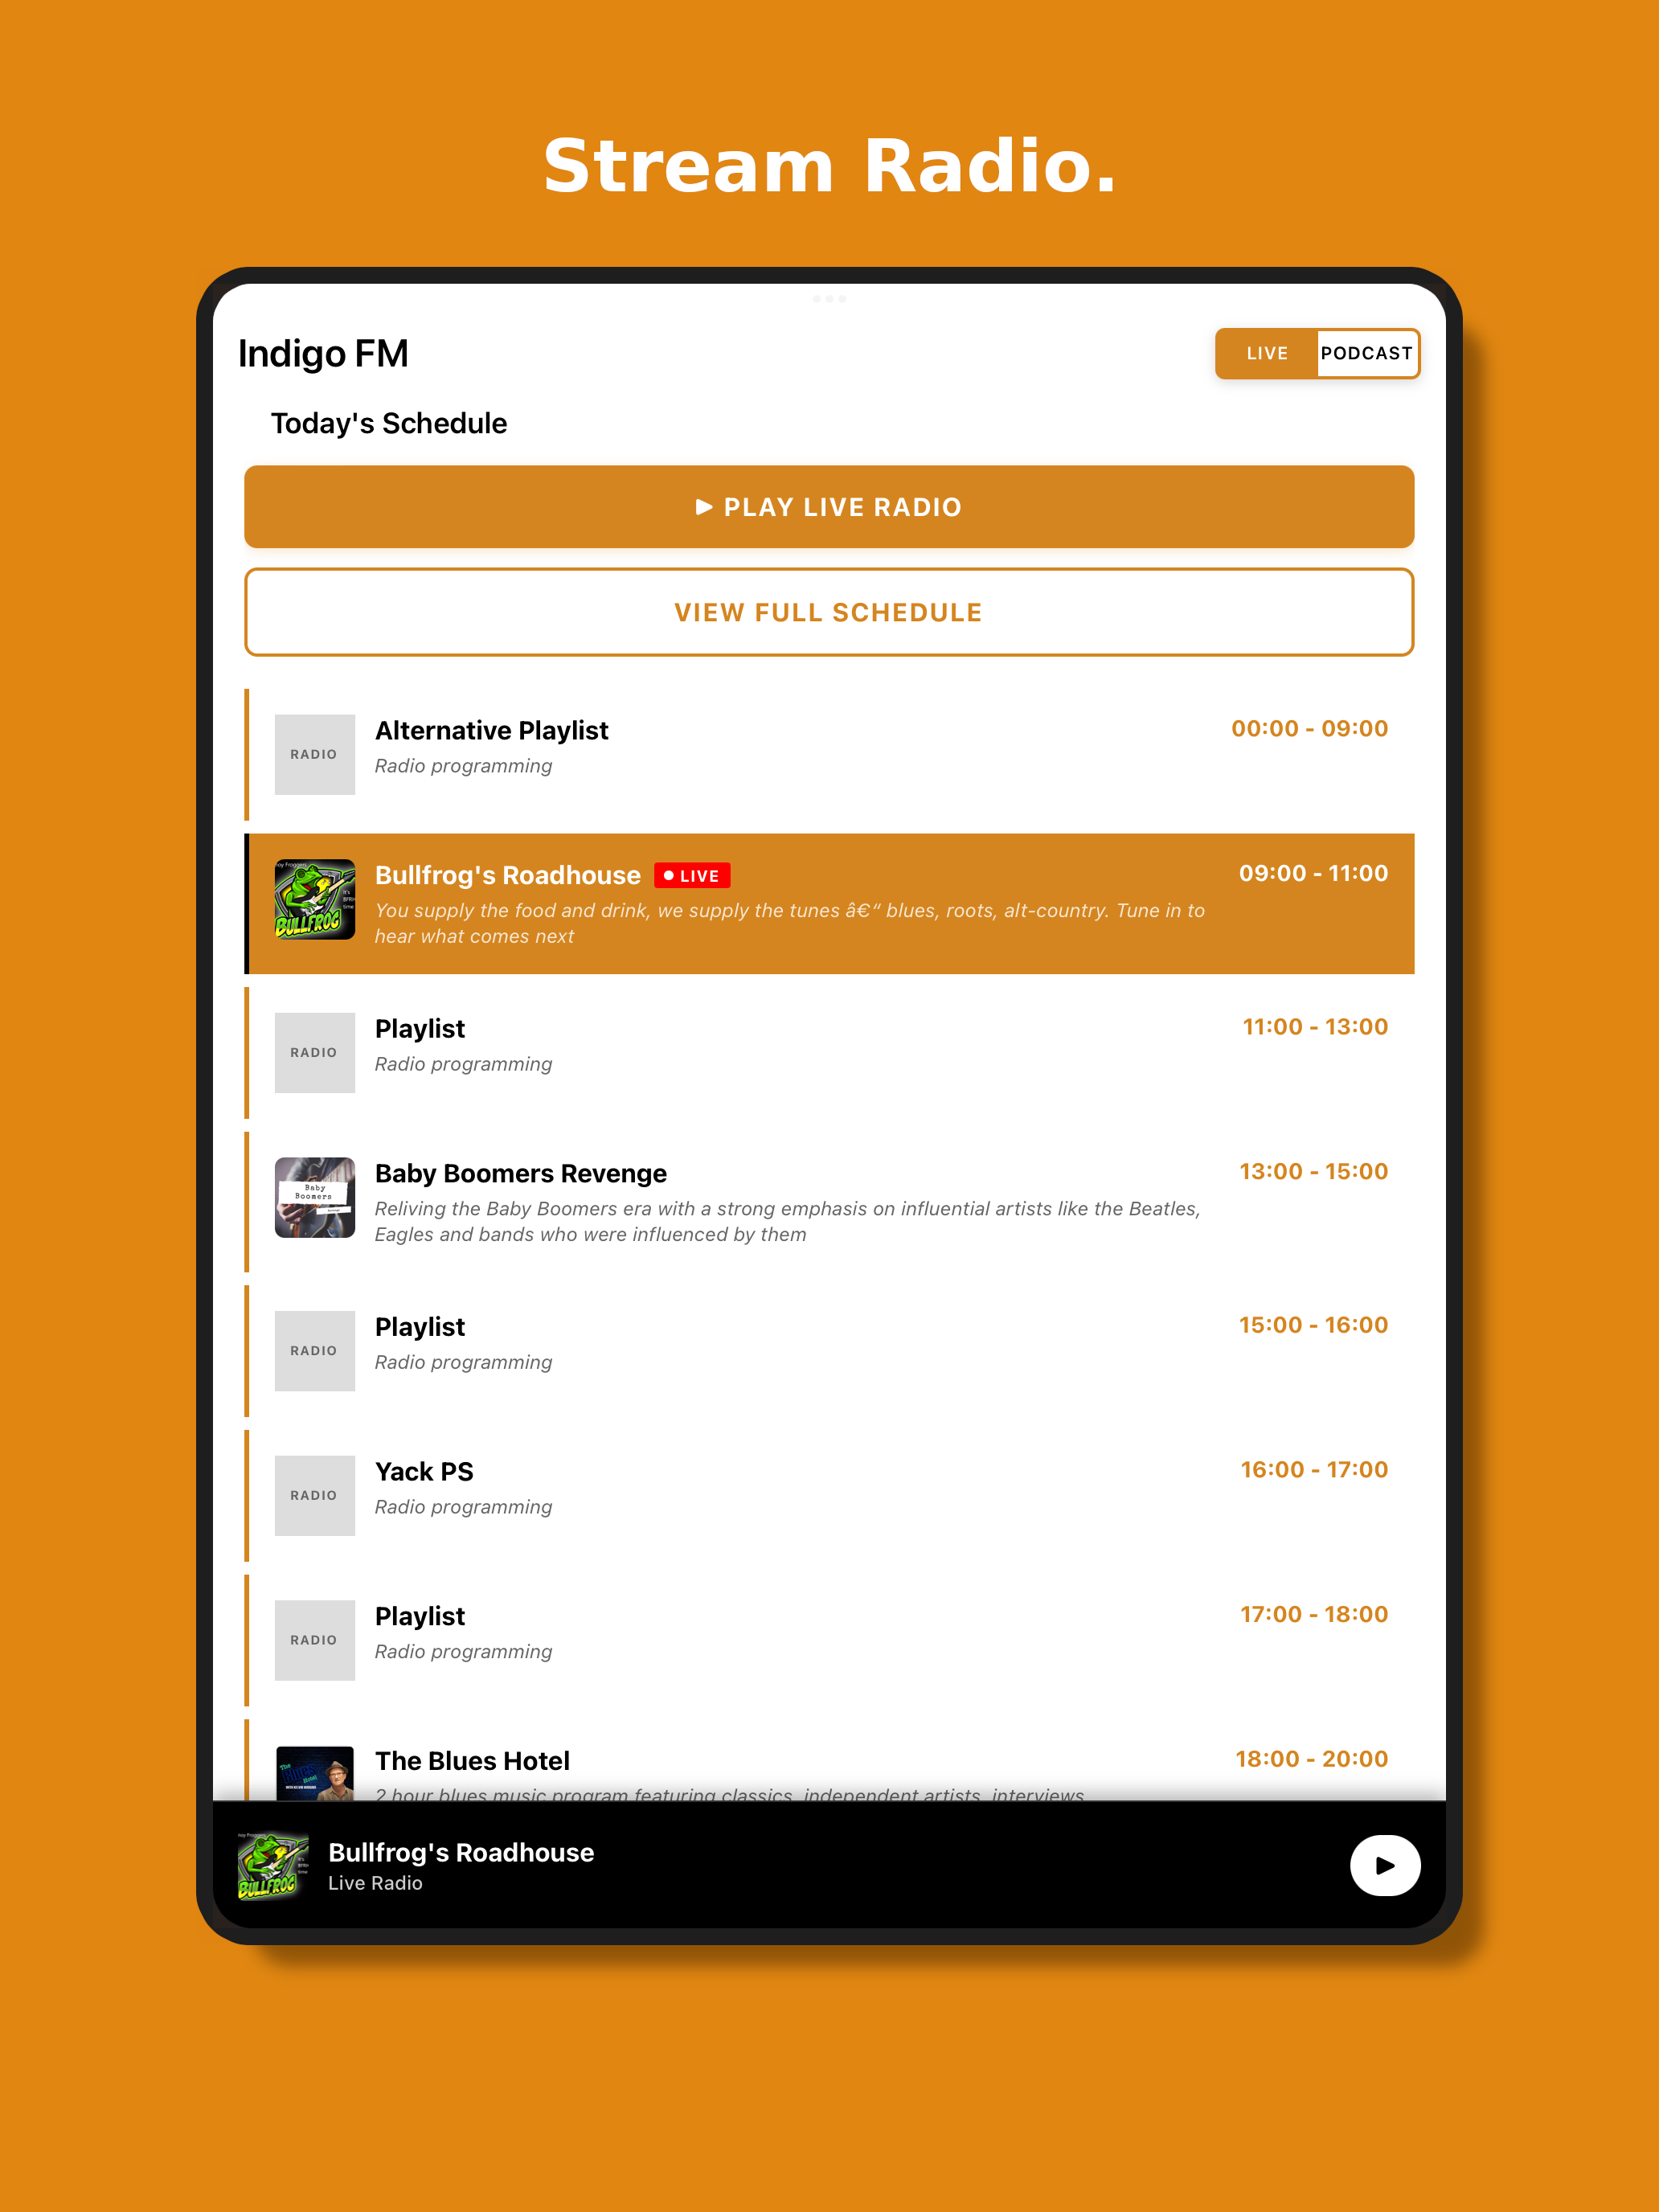 Stream Radio.
Indigo FM
LIVE
PODCAST
Today's Schedule
PLAY LIVE RADIO
VIEW FULL SCHEDULE
RADIO
Alternative Playlist
00:00 - 09:00
Radio programming
BULLFROG
Bullfrog's Roadhouse
LIVE
09:00 - 11:00
You supply the food and drink, we supply the tunes â€“ blues, roots, alt-country. Tune in to
hear what comes next
RADIO
Playlist
11:00 - 13:00
Radio programming
Baby
Boomers
Baby Boomers Revenge
13:00 - 15:00
Reliving the Baby Boomers era with a strong emphasis on influential artists like the Beatles,
Eagles and bands who were influenced by them
RADIO
Playlist
15:00 - 16:00
Radio programming
RADIO
Yack PS
16:00 - 17:00
Radio programming
RADIO
Playlist
17:00 - 18:00
Radio programming
The Blues Hotel
18:00 - 20:00
2 hour blues music program featuring classics, independent artists, interviews
BULLFROG
Bullfrog's Roadhouse
Live Radio